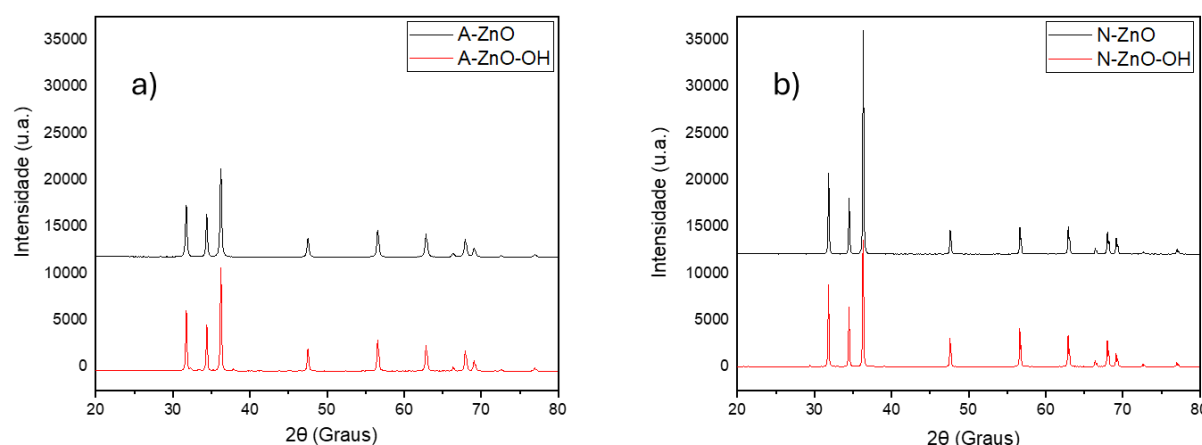 a)
A-ZnO
A-ZnO-OH
Intensidade (u.a.)
35000
30000
25000
20000
15000
10000
5000
0
20 30 40 50 60 70 80
2θ (Graus)
b)
N-ZnO
N-ZnO-OH
Intensidade (u.a.)
35000
30000
25000
20000
15000
10000
5000
0
20 30 40 50 60 70 80
2θ (Graus)